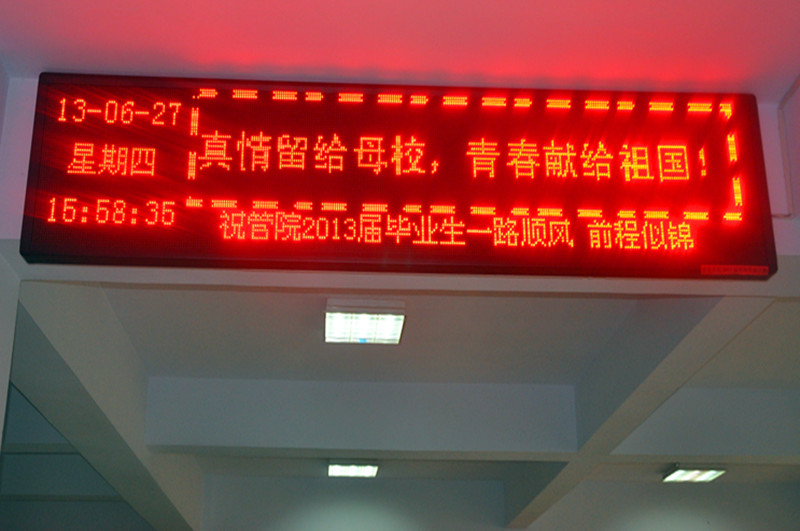 13-06-27
星期四
15:58:35
真情留给母校，青春献给祖国！
祝管院2013届毕业生一路顺风 前程似锦